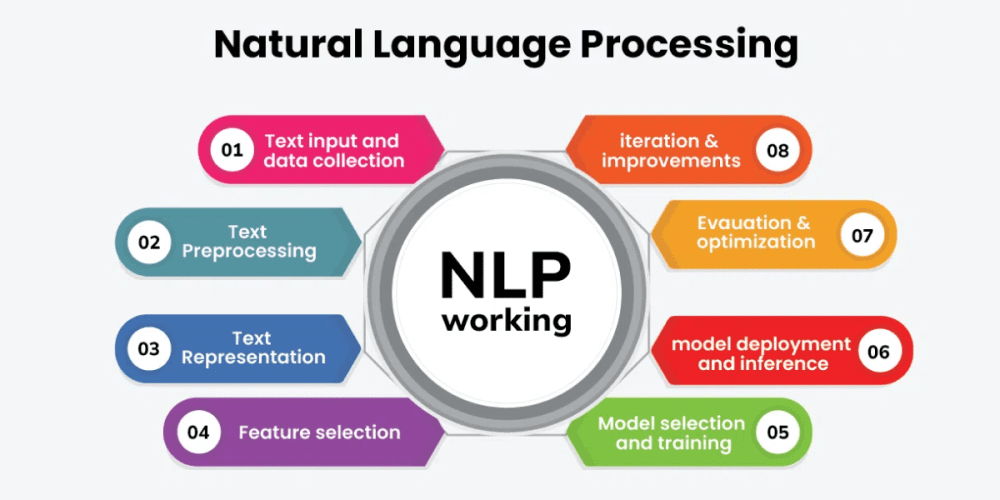 Natural Language Processing
01
Text input and
data collection
02
Text
Preprocessing
03
Text
Representation
04
Feature selection
NLP
working
iteration &
improvements
08
Evauation &
optimization
07
model deployment
and inference
06
Model selection
and training
05